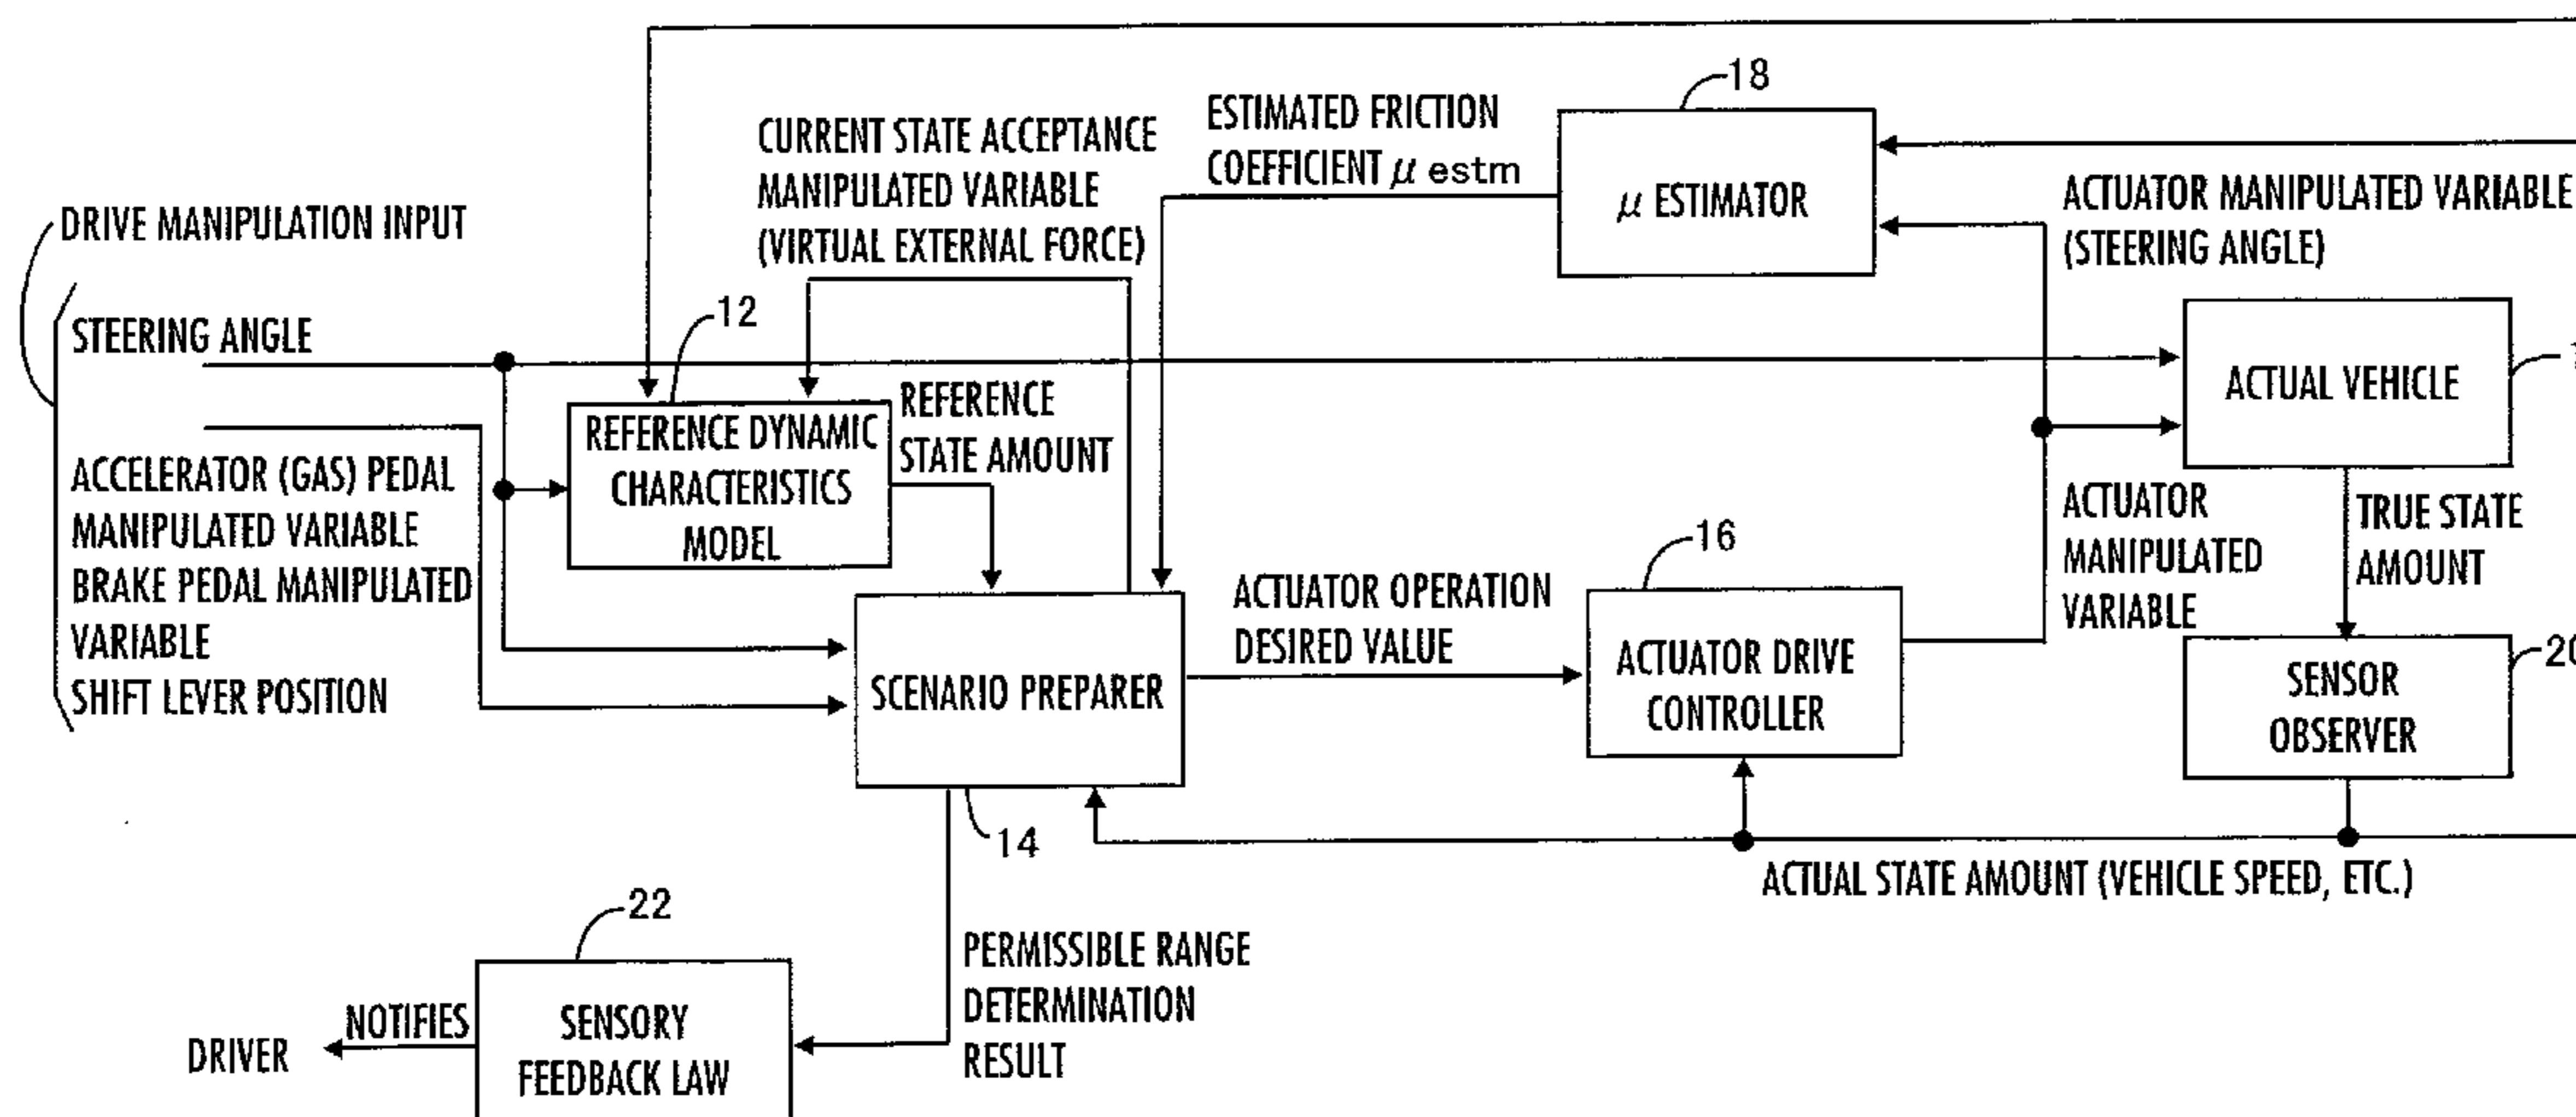 18
ESTIMATED FRICTION
COEFFICIENT μ estm
CURRENT STATE ACCEPTANCE
MANIPULATED VARIABLE
(VIRTUAL EXTERNAL FORCE)
μ ESTIMATOR
ACTUATOR MANIPULATED VARIABLE
(STEERING ANGLE)
DRIVE MANIPULATION INPUT
STEERING ANGLE
12
ACTUAL VEHICLE
REFERENCE DYNAMIC
CHARACTERISTICS
MODEL
REFERENCE
STATE AMOUNT
ACCELERATOR (GAS) PEDAL
MANIPULATED VARIABLE
BRAKE PEDAL MANIPULATED
VARIABLE
SHIFT LEVER POSITION
ACTUATOR
MANIPULATED
VARIABLE
TRUE STATE
AMOUNT
16
ACTUATOR OPERATION
DESIRED VALUE
SCENARIO PREPARER
ACTUATOR DRIVE
CONTROLLER
SENSOR
OBSERVER
14
ACTUAL STATE AMOUNT (VEHICLE SPEED, ETC.)
22
PERMISSIBLE RANGE
DETERMINATION
RESULT
NOTIFIES
DRIVER
SENSORY
FEEDBACK LAW